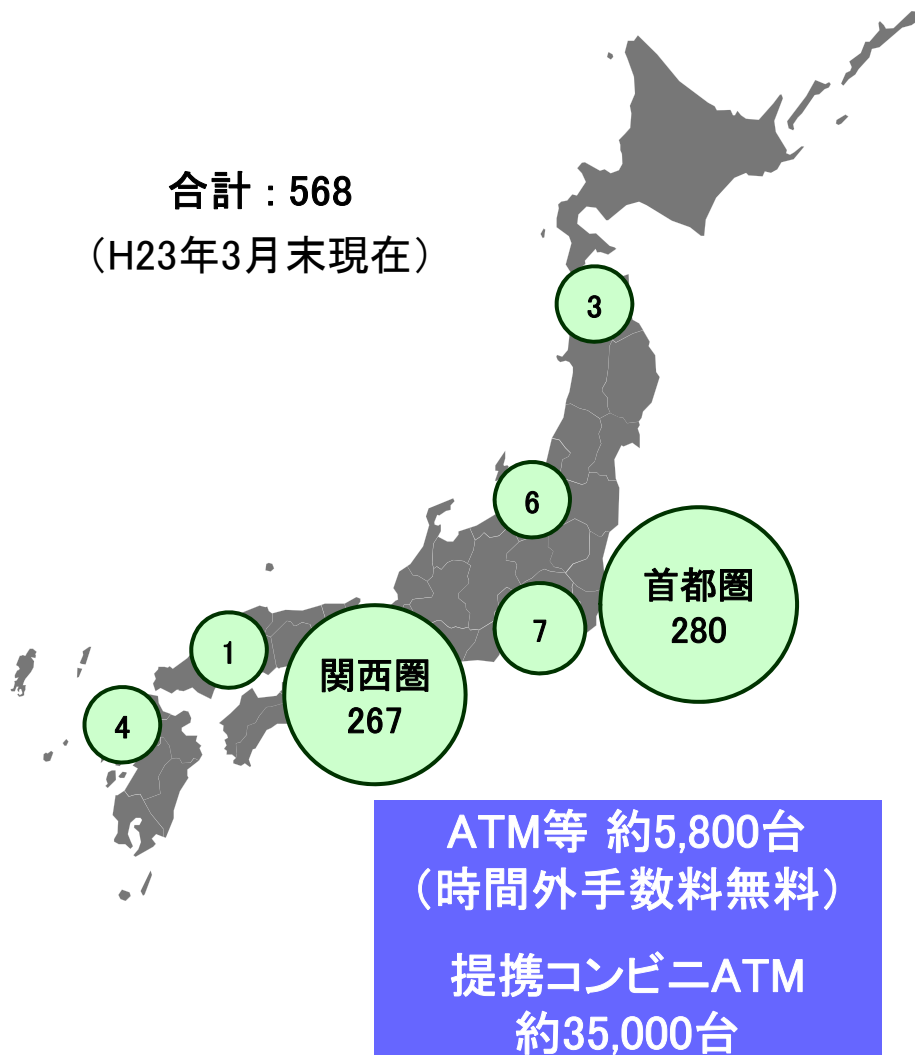 合計：568
（H23年3月末現在）
3
6
首都圏
280
7
1
関西圏
267
4
ATM等 約5,800台
（時間外手数料無料）
提携コンビニATM
約35,000台